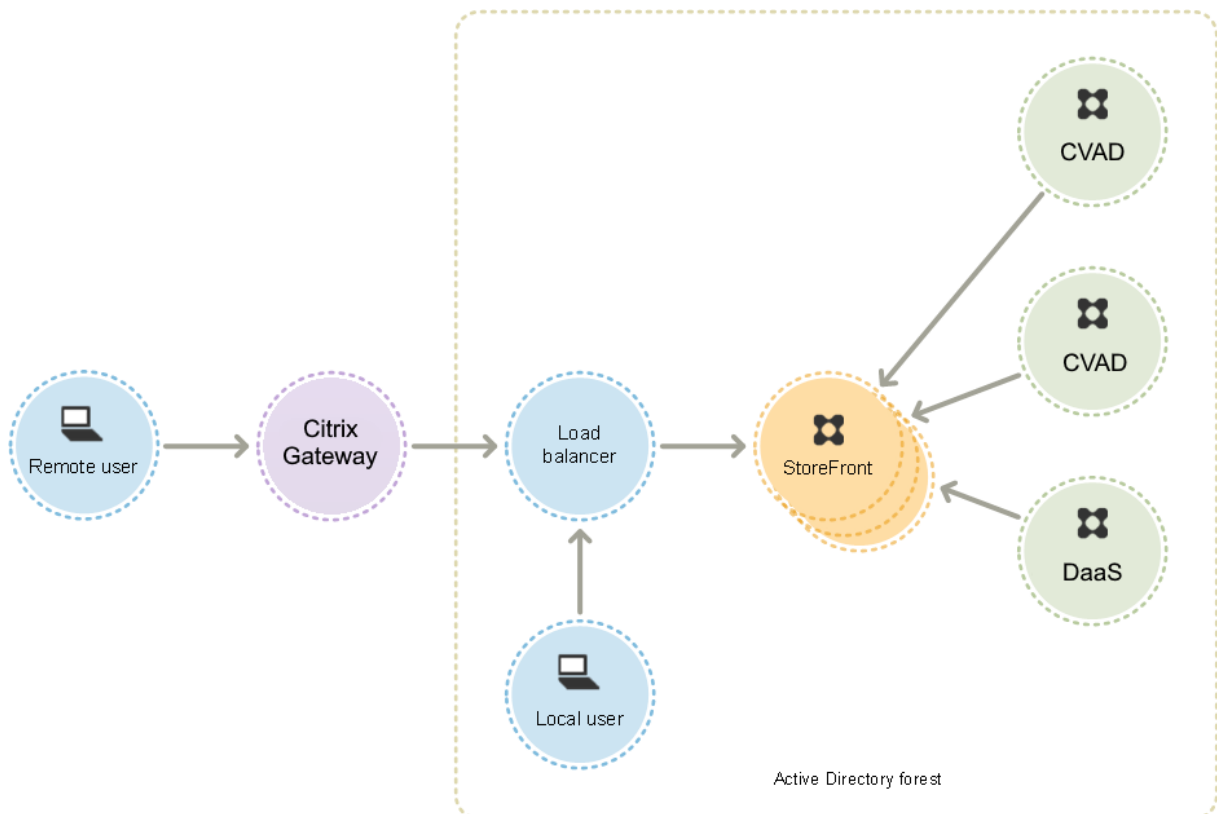 CVAD
CVAD
Remote user
Citrix
Gateway
Load
balancer
StoreFront
DaaS
Local user
Active Directory forest